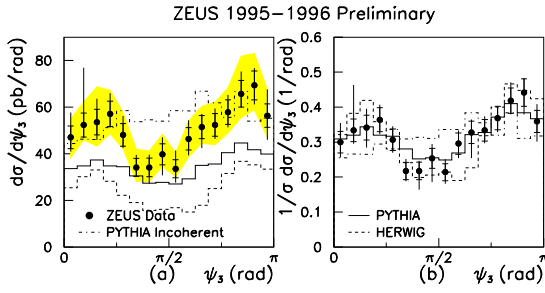 ZEUS 1995−1996 Preliminary
dσ/dψ₃ (pb/rad)
80
60
40
20
0
ZEUS Data
PYTHIA Incoherent
0
π/2
π
(a)
ψ₃ (rad)
1/σ dσ/dψ₃ (1/rad)
0.6
0.5
0.4
0.3
0.2
0.1
0
PYTHIA
HERWIG
0
π/2
π
(b)
ψ₃ (rad)